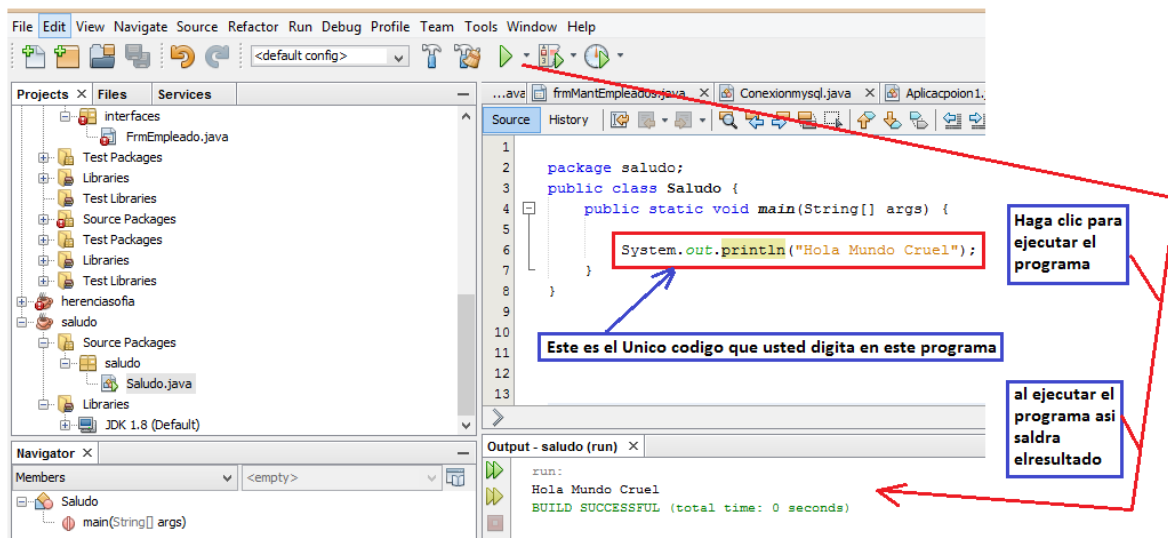 File Edit View Navigate Source Refactor Run Debug Profile Team Tools Window Help
<default config>
Projects Files Services
interfaces
FrmEmpleado.java
Test Packages
Libraries
Test Libraries
Source Packages
Test Packages
Libraries
Test Libraries
herenciasofia
saludo
Source Packages
saludo
Saludo.java
Libraries
JDK 1.8 (Default)
Navigator
Members <empty>
Saludo
main(String[] args)
...ava frmMantEmpleados.java Conexionmysql.java Aplicacpoion1.
Source History
1
2 package saludo;
3 public class Saludo {
4 public static void main(String[] args) {
5
6 System.out.println("Hola Mundo Cruel");
7 }
8 }
9
10
11
12
13
Este es el Unico codigo que usted digita en este programa
Haga clic para
ejecutar el
programa
al ejecutar el
programa asi
saldra
elresultado
Output - saludo (run)
run:
Hola Mundo Cruel
BUILD SUCCESSFUL (total time: 0 seconds)